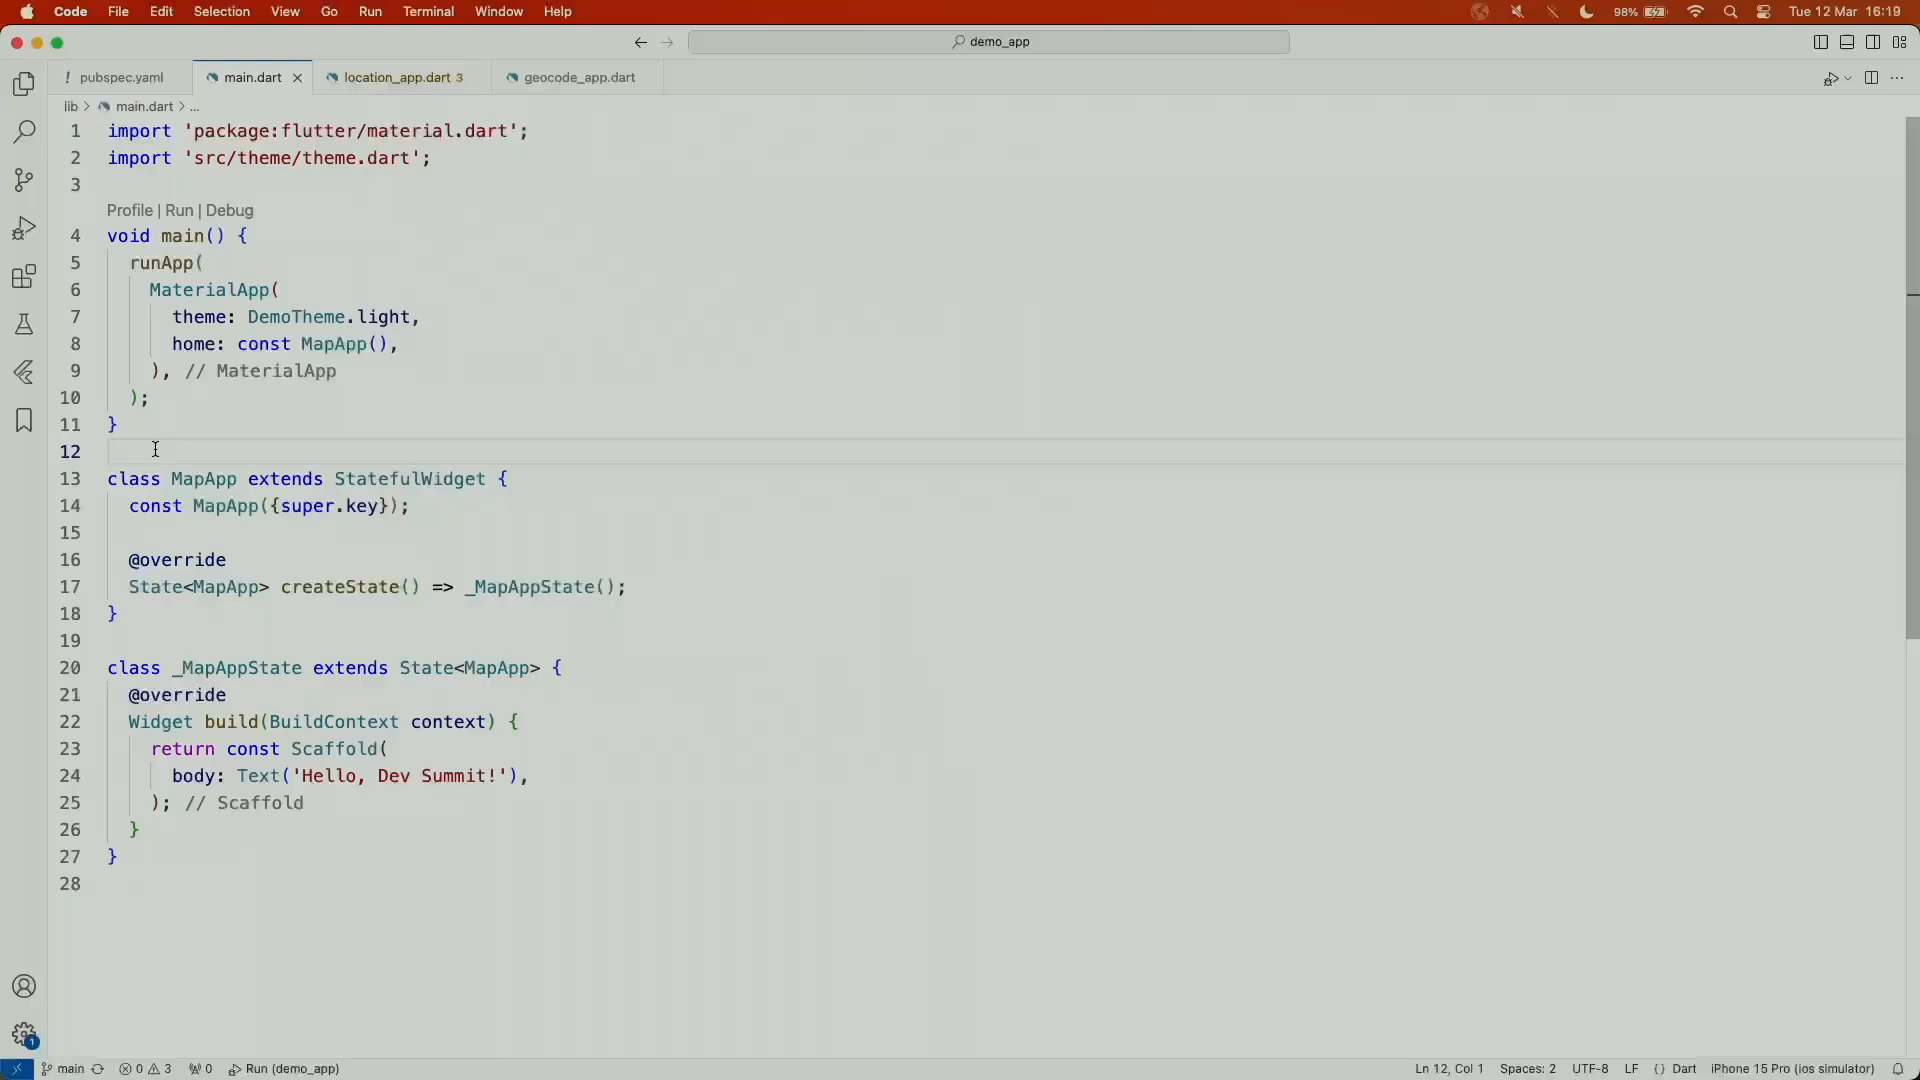 Code File Edit Selection View Go Run Terminal Window Help 98% Tue 12 Mar 16:19
demo_app
! pubspec.yaml main.dart location_app.dart 3 geocode_app.dart
lib > main.dart > ...
1 import 'package:flutter/material.dart';
2 import 'src/theme/theme.dart';
3
Profile | Run | Debug
4 void main() {
5 runApp(
6 MaterialApp(
7 theme: DemoTheme.light,
8 home: const MapApp(),
9 ), // MaterialApp
10 );
11 }
12
13 class MapApp extends StatefulWidget {
14 const MapApp({super.key});
15
16 @override
17 State<MapApp> createState() => _MapAppState();
18 }
19
20 class _MapAppState extends State<MapApp> {
21 @override
22 Widget build(BuildContext context) {
23 return const Scaffold(
24 body: Text('Hello, Dev Summit!'),
25 ); // Scaffold
26 }
27 }
28
1
main 0 3 0 Run (demo_app) Ln 12, Col 1 Spaces: 2 UTF-8 LF {} Dart iPhone 15 Pro (ios simulator)